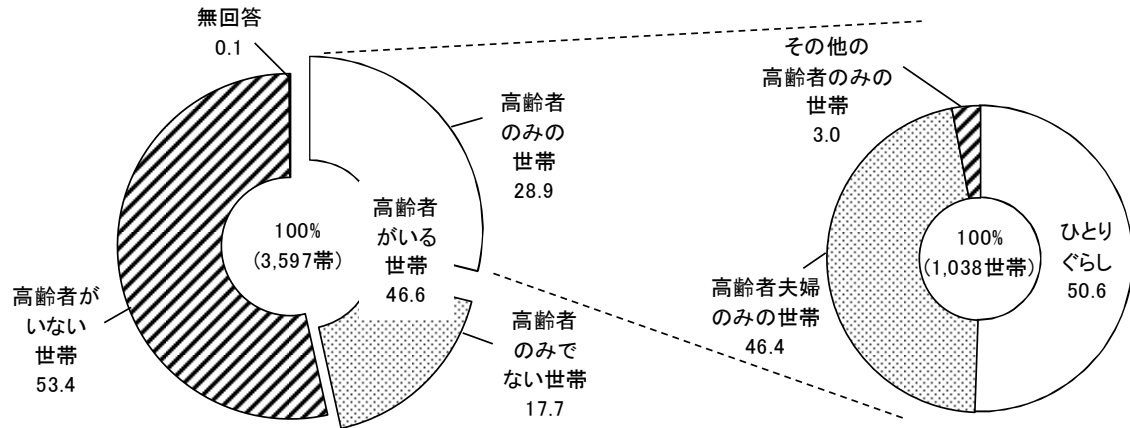 無回答
0.1
高齢者
のみの
世帯
28.9
高齢者
がいる
世帯
46.6
100%
(3,597帯)
高齢者が
いない
世帯
53.4
高齢者
のみで
ない世帯
17.7
その他の
高齢者のみの
世帯
3.0
100%
(1,038世帯)
ひとり
ぐらし
50.6
高齢者夫婦
のみの世帯
46.4